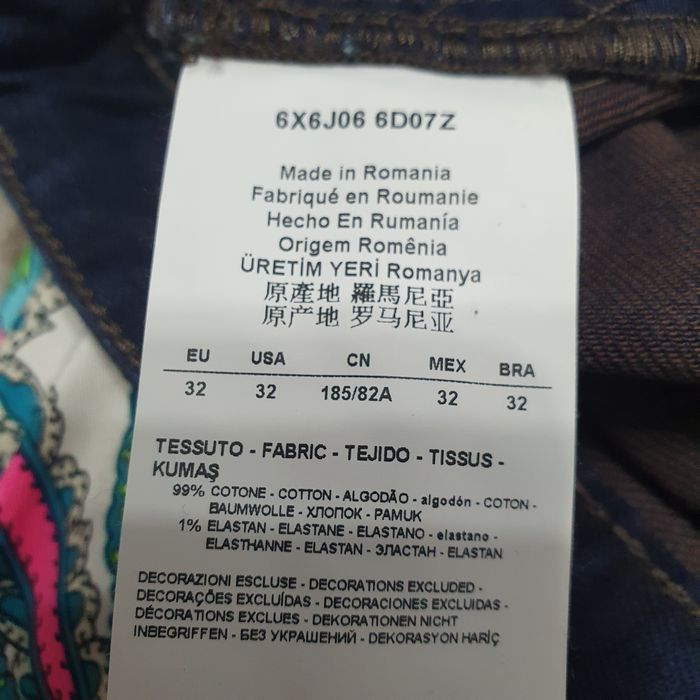 6X6J06 6D07Z
Made in Romania
Fabriqué en Roumanie
Hecho En Rumanía
Origem Romênia
ÜRETİM YERİ Romanya
原產地 羅馬尼亞
原产地 罗马尼亚
EU USA CN MEX BRA
32 32 185/82A 32 32
TESSUTO - FABRIC - TEJIDO - TISSUS -
KUMAŞ
99% COTONE - COTTON - ALGODÃO - algodón - COTON -
BAUMWOLLE - ХЛОПОК - PAMUK
1% ELASTAN - ELASTANE - ELASTANO - elastano -
ELASTHANNE - ELASTAN - ЭЛАСТАН - ELASTAN
DECORAZIONI ESCLUSE - DECORATIONS EXCLUDED -
DECORAÇÕES EXCLUÍDAS - DECORACIONES EXCLUIDAS -
DÉCORATIONS EXCLUES - DEKORATIONEN NICHT
INBEGRIFFEN - БЕЗ УКРАШЕНИЙ - DEKORASYON HARİÇ